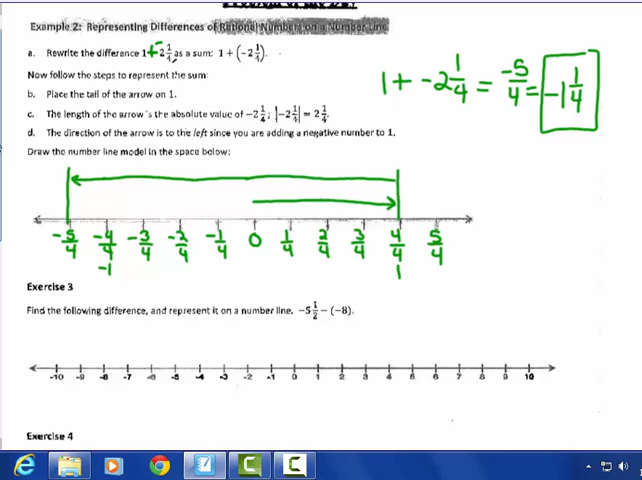 Example 2: Representing Differences of Rational Numbers on a Number Line
a. Rewrite the difference 1 − 2 1/4 as a sum: 1 + (−2 1/4).
1 + -2 1/4 = -5/4 = -1 1/4
Now follow the steps to represent the sum:
b. Place the tail of the arrow on 1.
c. The length of the arrow's the absolute value of −2 1/4; |−2 1/4| = 2 1/4.
d. The direction of the arrow is to the left since you are adding a negative number to 1.
Draw the number line model in the space below:
-5/4 -4/4 -3/4 -2/4 -1/4 0 1/4 2/4 3/4 4/4 5/4
-1 1
Exercise 3
Find the following difference, and represent it on a number line. −5 1/2 − (−8).
-10 -9 -8 -7 -6 -5 -4 -3 -2 -1 0 1 2 3 4 5 6 7 8 9 10
Exercise 4